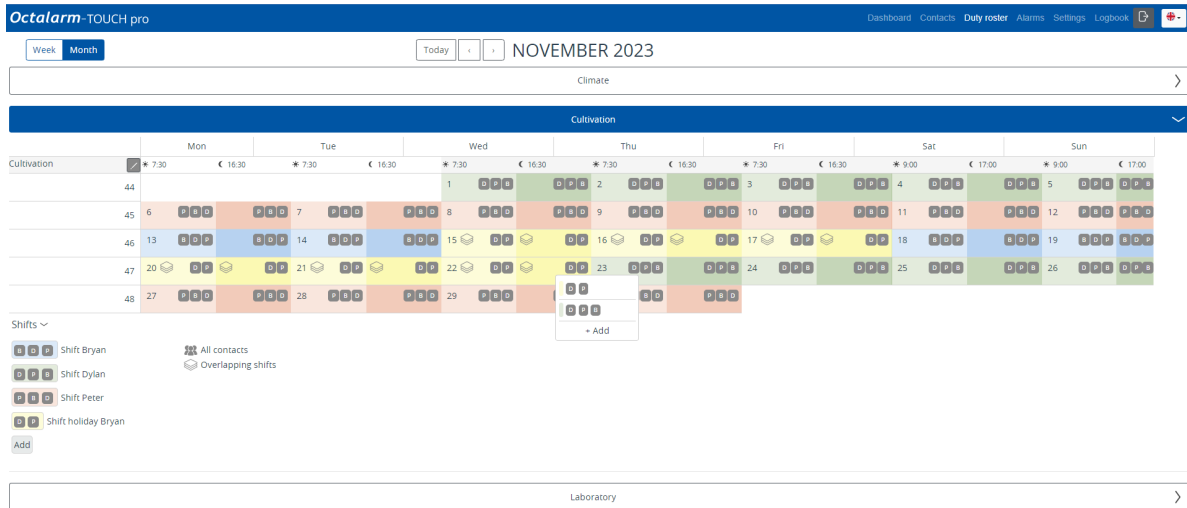 Octalarm-TOUCH pro Dashboard Contacts Duty roster Alarms Settings Logbook
Week Month Today ‹ › NOVEMBER 2023
Climate
Cultivation
Mon Tue Wed Thu Fri Sat Sun
Cultivation 7:30 16:30 7:30 16:30 7:30 16:30 7:30 16:30 7:30 16:30 9:00 17:00 9:00 17:00
44 1 D P B D P B 2 D P B D P B 3 D P B D P B 4 D P B D P B 5 D P B D P B
45 6 P B D P B D 7 P B D P B D 8 P B D P B D 9 P B D P B D 10 P B D P B D 11 P B D P B D 12 P B D P B D
46 13 B D P B D P 14 B D P B D P 15 D P D P 16 D P D P 17 D P D P 18 B D P B D P 19 B D P B D P
47 20 D P D P 21 D P D P 22 D P D P 23 D P B D P B 24 D P B D P B 25 D P B D P B 26 D P B D P B
D P
48 27 P B D P B D 28 P B D P B D 29 P B D B D P B D
D P B
+ Add
Shifts
B D P Shift Bryan All contacts
Overlapping shifts
D P B Shift Dylan
P B D Shift Peter
D P Shift holiday Bryan
Add
Laboratory